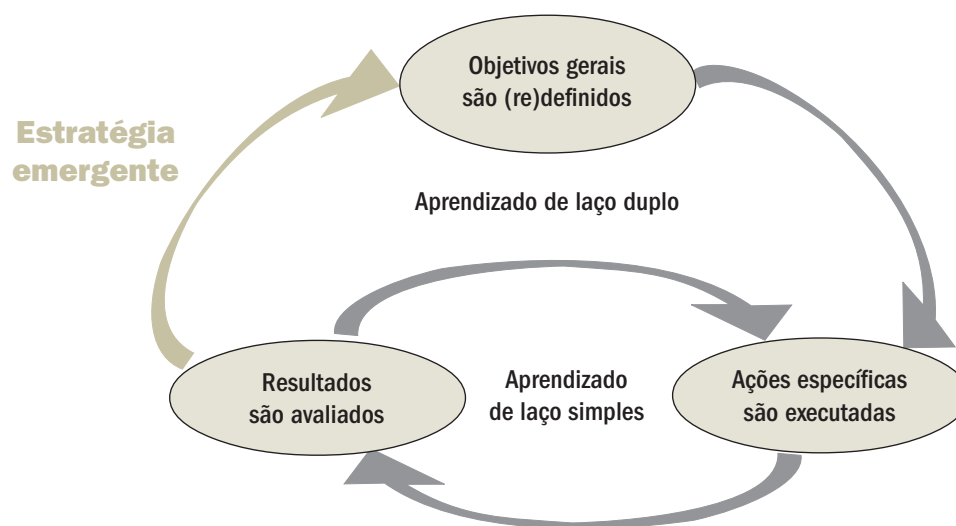 Objetivos gerais
são (re)definidos
Estratégia
emergente
Aprendizado de laço duplo
Resultados
são avaliados
Aprendizado
de laço simples
Ações específicas
são executadas